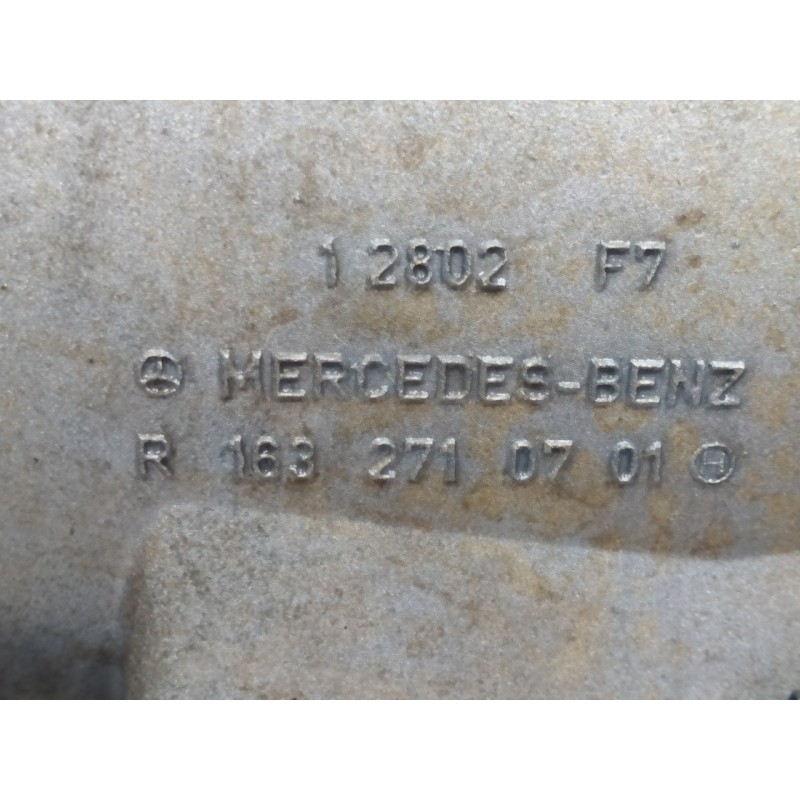 1 2802 F7
MERCEDES-BENZ
R 163 271 07 01 H